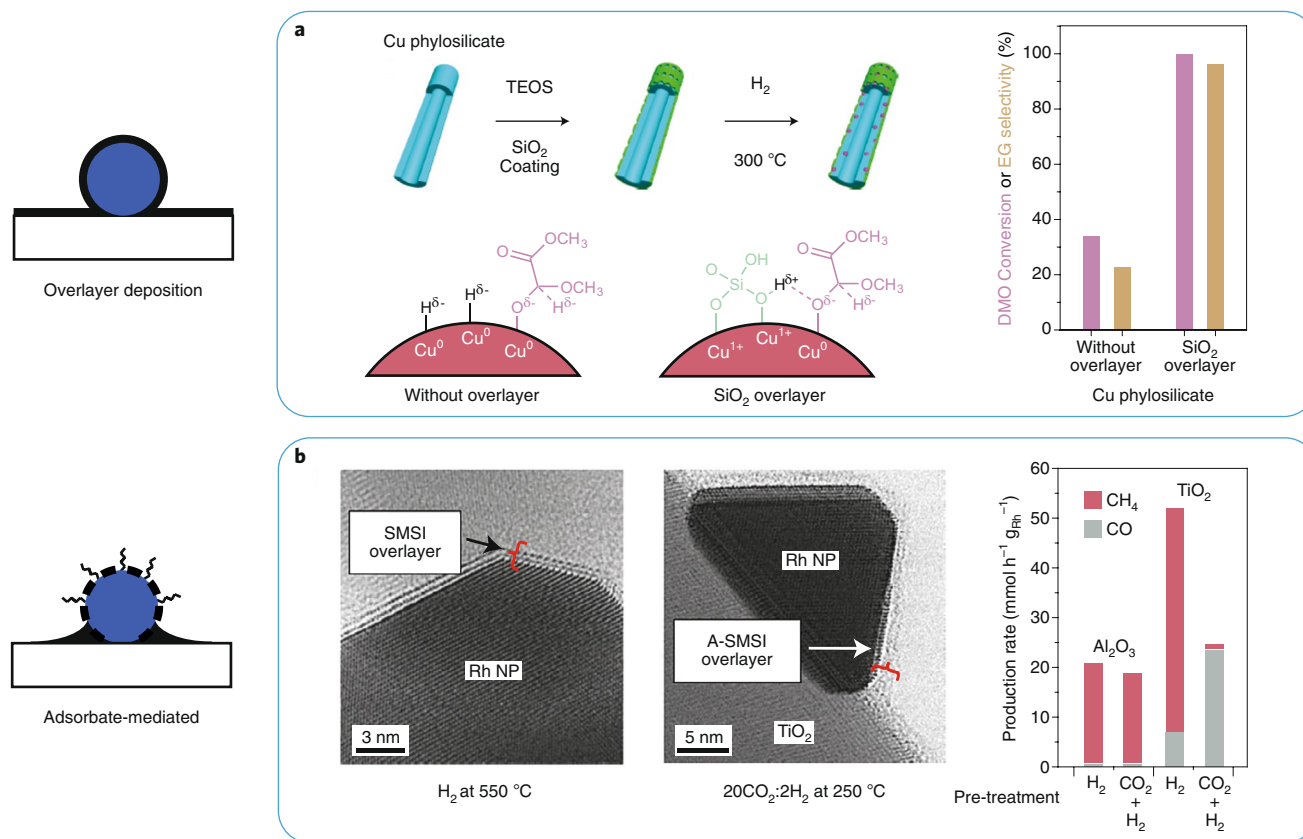 a
Cu phylosilicate
TEOS
SiO₂
Coating
H₂
300 °C
Overlayer deposition
O
OCH₃
OCH₃
Hδ-
Hδ-
Oδ-
Hδ-
Cu⁰
Cu⁰
Cu⁰
Without overlayer
O
OH
Si
O
O
Hδ+
O
OCH₃
OCH₃
Oδ-
Hδ-
Cu¹⁺
Cu¹⁺
Cu⁰
SiO₂ overlayer
DMO Conversion or EG selectivity (%)
100
80
60
40
20
0
Without
overlayer
SiO₂
overlayer
Cu phylosilicate
b
Adsorbate-mediated
SMSI
overlayer
Rh NP
3 nm
H₂ at 550 °C
Rh NP
A-SMSI
overlayer
TiO₂
5 nm
20CO₂:2H₂ at 250 °C
Production rate (mmol h⁻¹ gRh⁻¹)
60
50
40
30
20
10
0
CH₄
CO
TiO₂
Al₂O₃
Pre-treatment
H₂
CO₂
+
H₂
H₂
CO₂
+
H₂